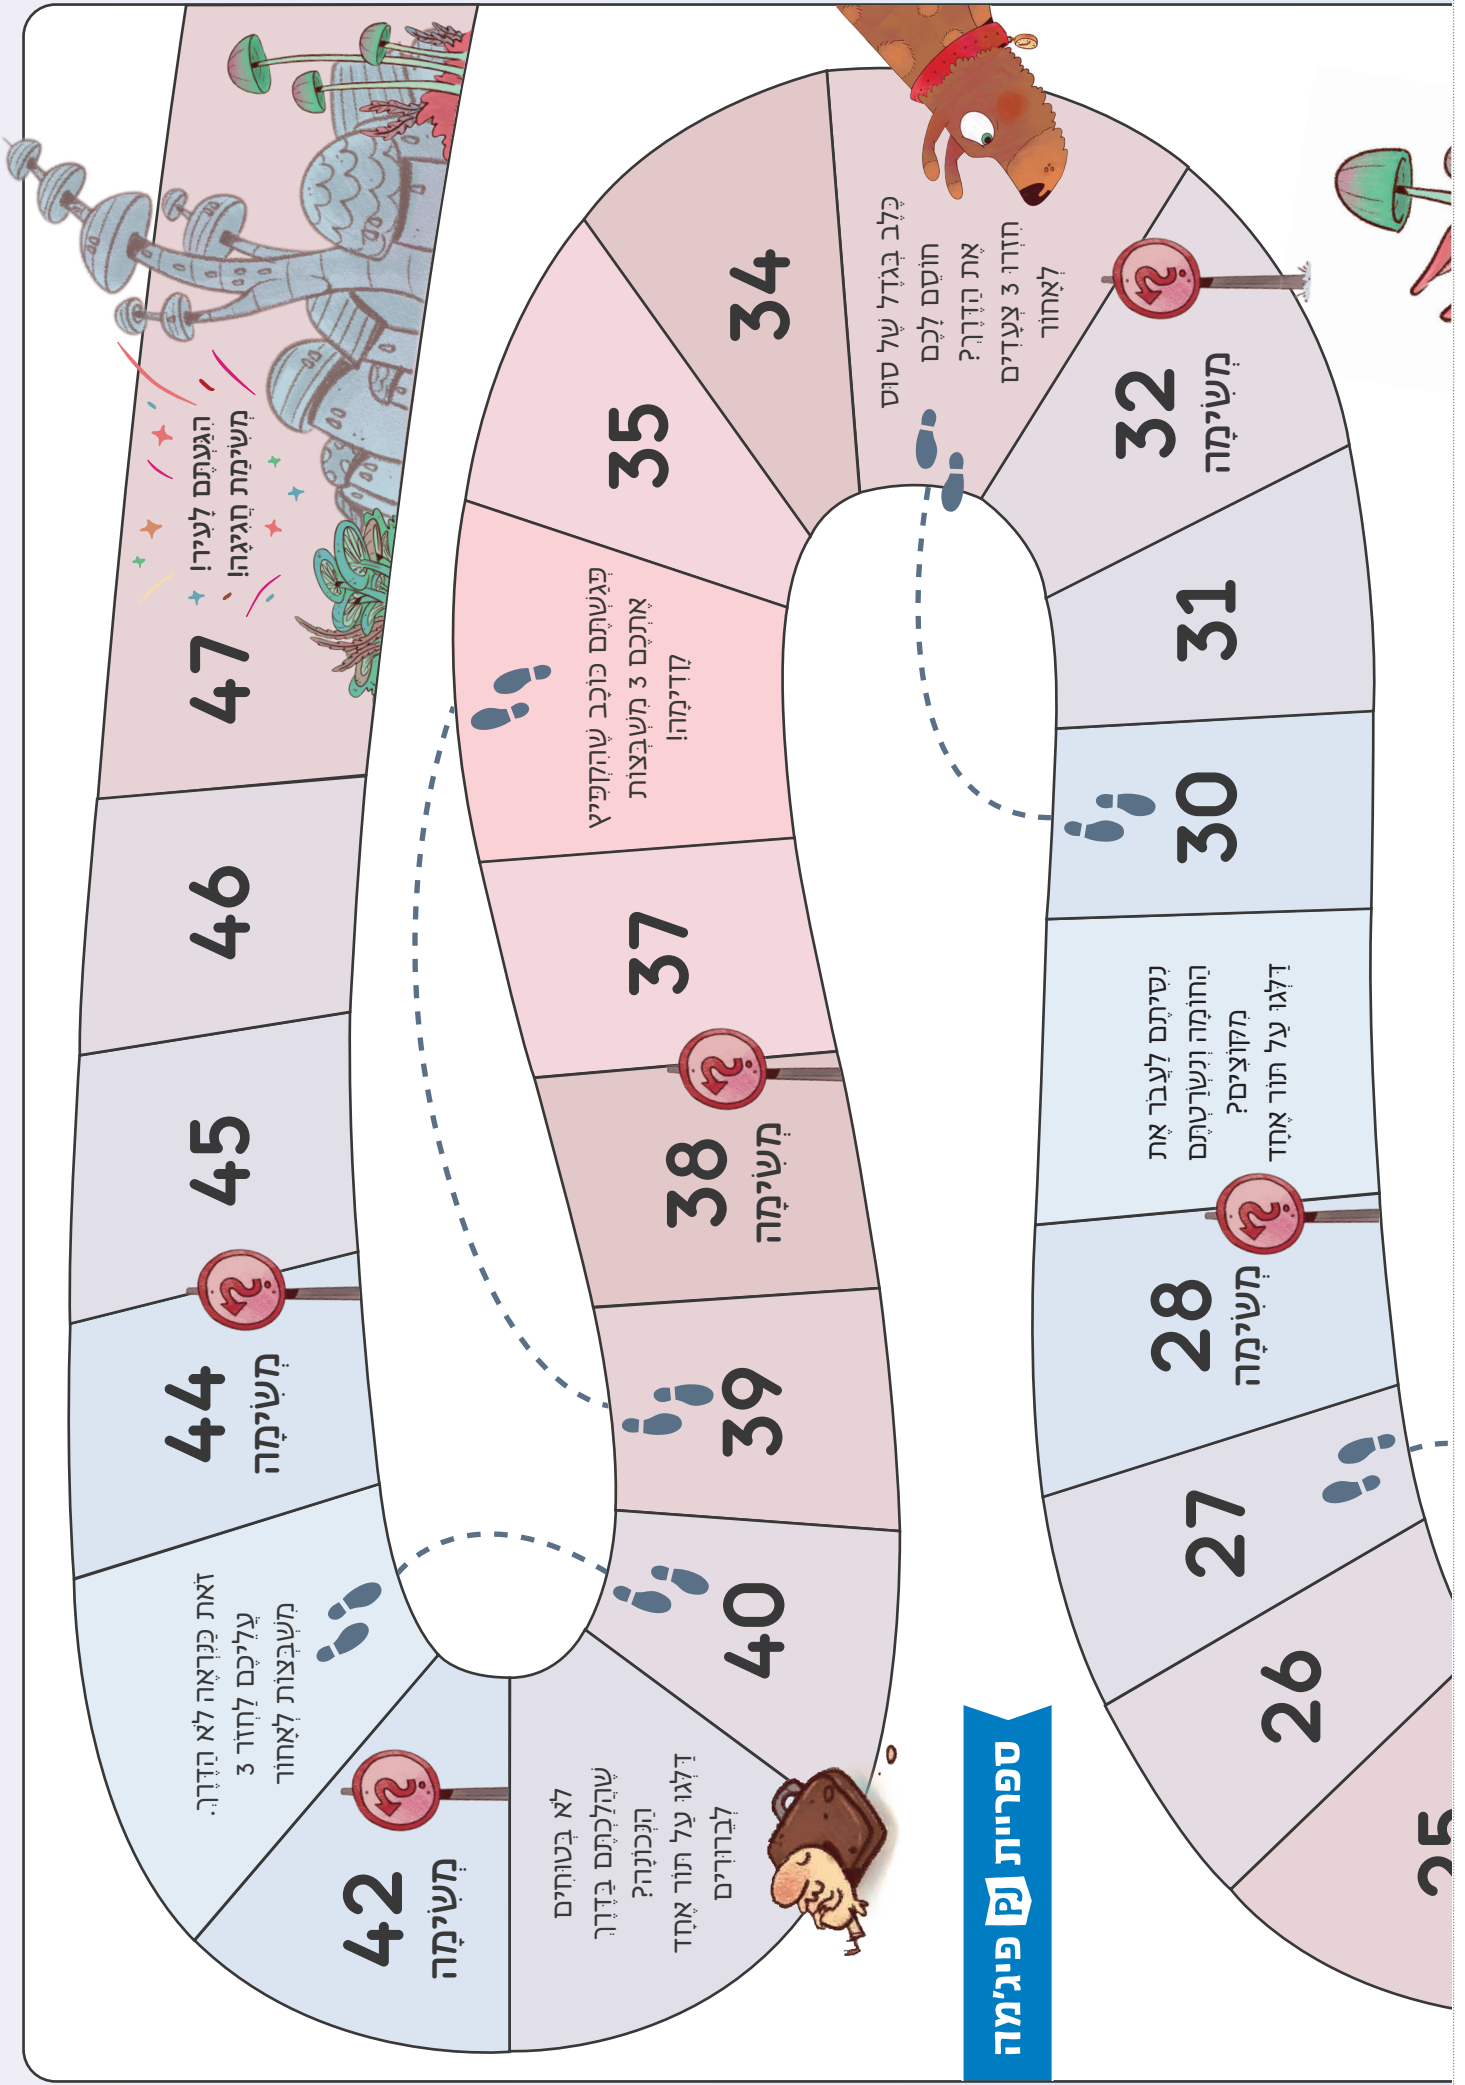 25
26
27
28
מְשִׂימָה
נִסִּיתֶם לַעֲבֹר אֶת
הַחוֹמָה וְנִשְׂרַטְתֶּם
מִקּוֹצִים?
דַּלְּגוּ עַל תּוֹר אֶחָד
30
31
32
מְשִׂימָה
כֶּלֶב בְּגֹדֶל שֶׁל סוּס
חוֹסֵם לָכֶם
אֶת הַדֶּרֶךְ?
חִזְרוּ 3 צְעָדִים
לְאָחוֹר
34
35
פְּגַשְׁתֶּם כּוֹכָב שֶׁהִקְפִּיץ
אֶתְכֶם 3 מִשְׁבְּצוֹת
קָדִימָה!
37
38
מְשִׂימָה
39
40
לֹא בְּטוּחִים
שֶׁהֲלַכְתֶּם בַּדֶּרֶךְ
הַנְּכוֹנָה?
דַּלְּגוּ עַל תּוֹר אֶחָד
לְבֵרוּרִים
42
מְשִׂימָה
זֹאת כַּנִּרְאֶה לֹא הַדֶּרֶךְ.
עֲלֵיכֶם לַחְזֹר 3
מִשְׁבְּצוֹת לְאָחוֹר
44
מְשִׂימָה
45
46
47
הִגַּעְתֶּם לָעִיר!
מְשִׂימַת חֲגִיגָה!
ספריית PJ פיג'מה